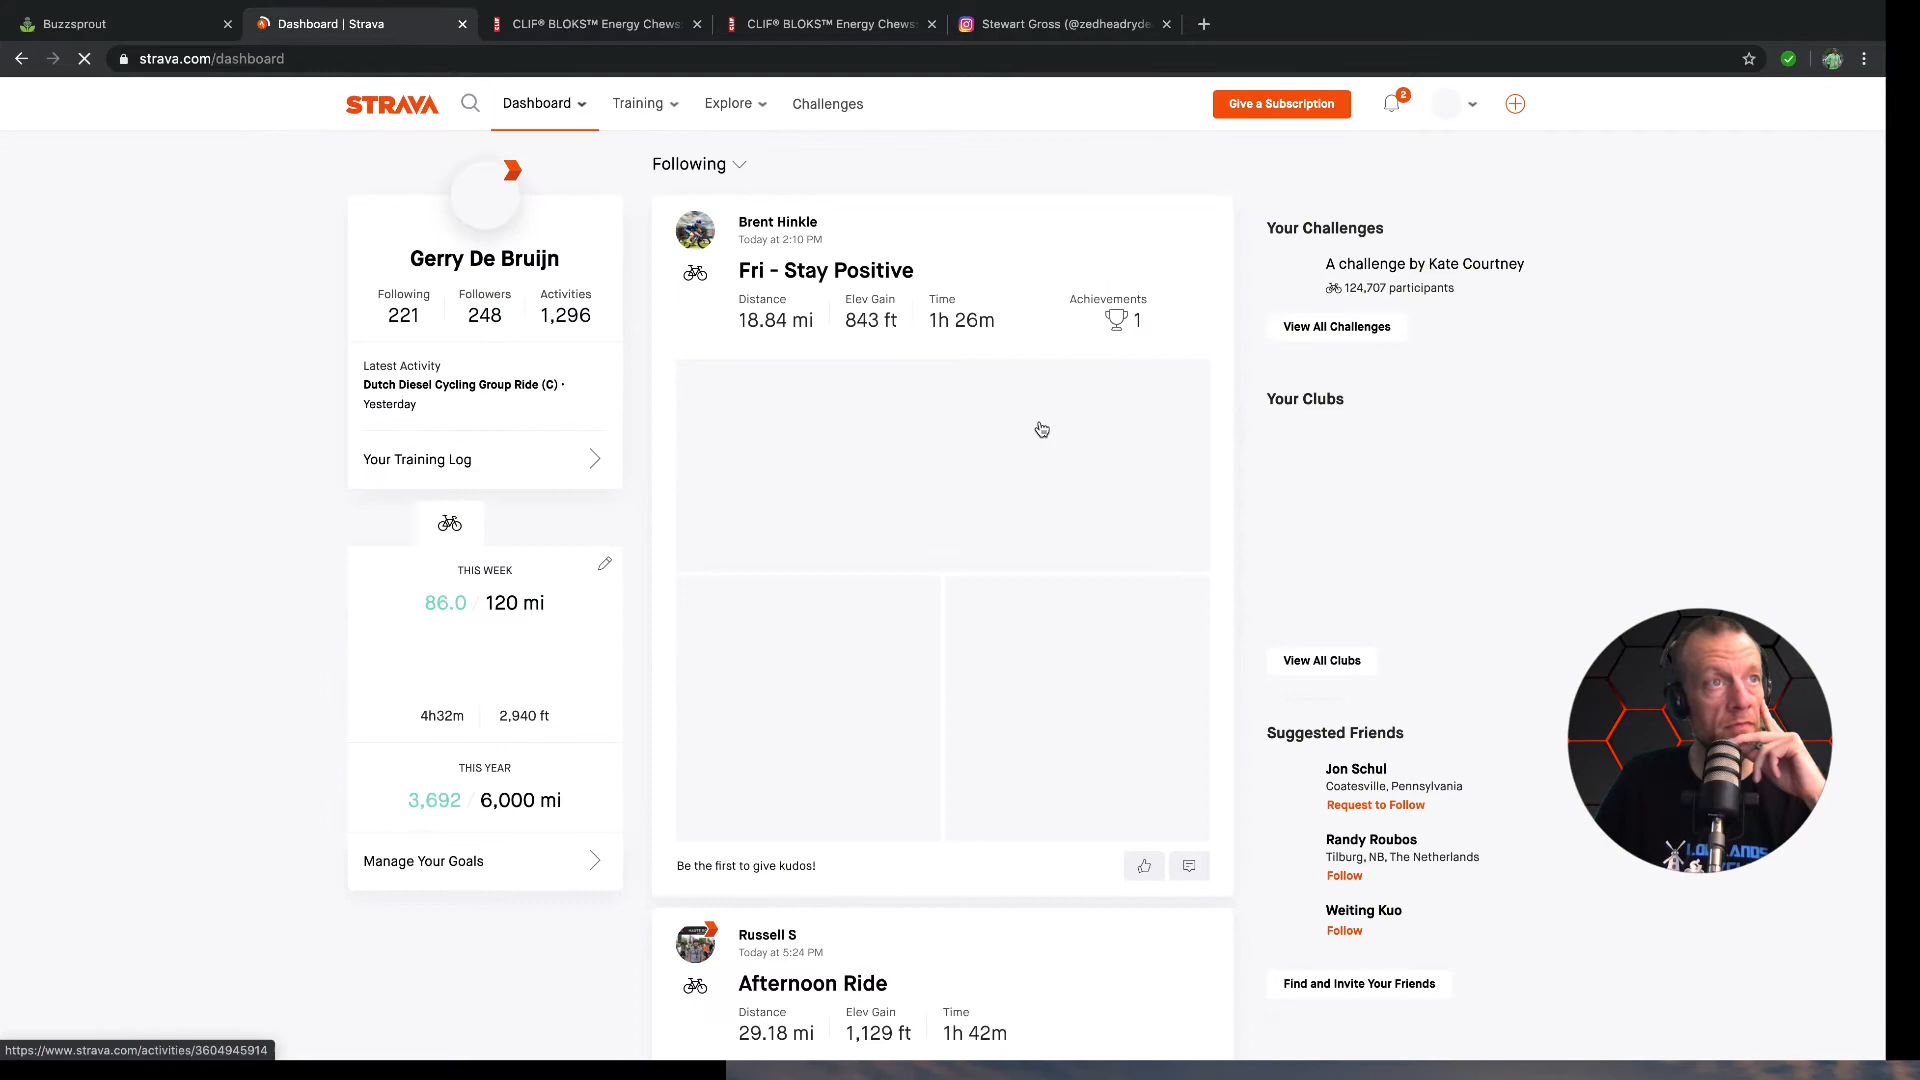 Buzzsprout
Dashboard | Strava
CLIF® BLOKS™ Energy Chews
CLIF® BLOKS™ Energy Chews
Stewart Gross (@zedheadryde
strava.com/dashboard
STRAVA
Dashboard
Training
Explore
Challenges
Give a Subscription
2
Following
Gerry De Bruijn
Following
Followers
Activities
221
248
1,296
Latest Activity
Dutch Diesel Cycling Group Ride (C) •
Yesterday
Your Training Log
THIS WEEK
86.0 / 120 mi
4h32m
2,940 ft
THIS YEAR
3,692 / 6,000 mi
Manage Your Goals
Brent Hinkle
Today at 2:10 PM
Fri - Stay Positive
Distance
Elev Gain
Time
Achievements
18.84 mi
843 ft
1h 26m
1
Be the first to give kudos!
Russell S
Today at 5:24 PM
Afternoon Ride
Distance
Elev Gain
Time
29.18 mi
1,129 ft
1h 42m
Your Challenges
A challenge by Kate Courtney
124,707 participants
View All Challenges
Your Clubs
View All Clubs
Suggested Friends
Jon Schul
Coatesville, Pennsylvania
Request to Follow
Randy Roubos
Tilburg, NB, The Netherlands
Follow
Weiting Kuo
Follow
Find and Invite Your Friends
https://www.strava.com/activities/3604945914